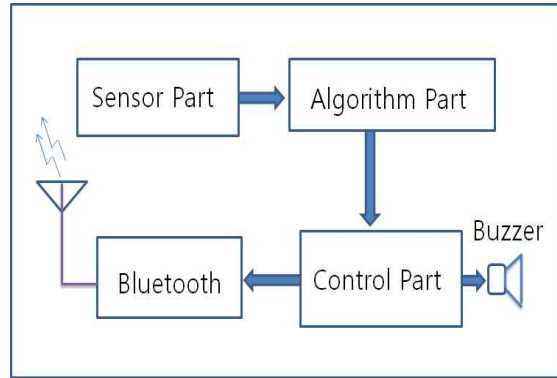 Sensor Part
Algorithm Part
Buzzer
Bluetooth
Control Part